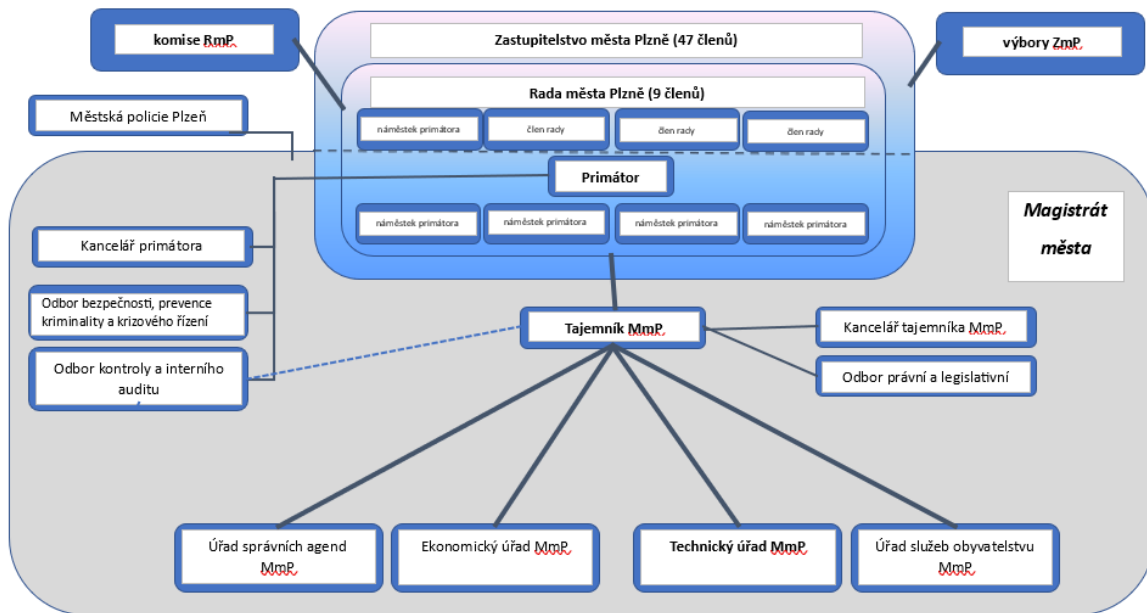 komise RmP
Zastupitelstvo města Plzně (47 členů)
výbory ZmP
Rada města Plzně (9 členů)
Městská policie Plzeň
náměstek primátora
člen rady
člen rady
člen rady
Primátor
náměstek primátora
náměstek primátora
náměstek primátora
náměstek primátora
Magistrát
města
Kancelář primátora
Odbor bezpečnosti, prevence
kriminality a krizového řízení
Tajemník MmP
Kancelář tajemníka MmP
Odbor kontroly a interního
auditu
Odbor právní a legislativní
Úřad správních agend
MmP
Ekonomický úřad MmP
Technický úřad MmP
Úřad služeb obyvatelstvu
MmP